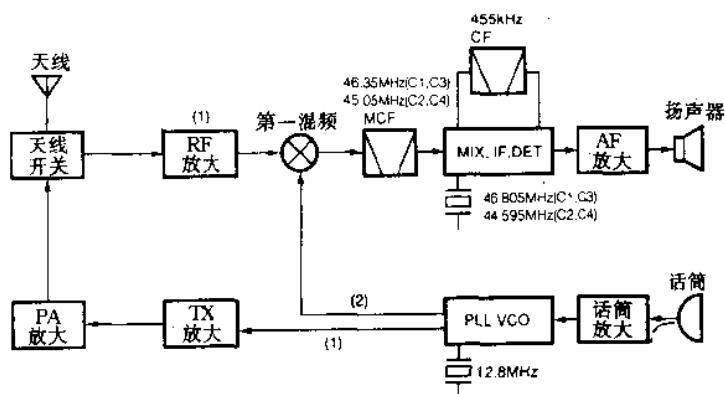 455kHz
CF
天线
46.35MHz(C1,C3)
45.05MHz(C2,C4)
MCF
(1)
第一混频
扬声器
天线
开关
RF
放大
MIX, IF, DET
AF
放大
46.805MHz(C1,C3)
44.595MHz(C2,C4)
(2)
话筒
PA
放大
TX
放大
(1)
PLL VCO
话筒
放大
12.8MHz